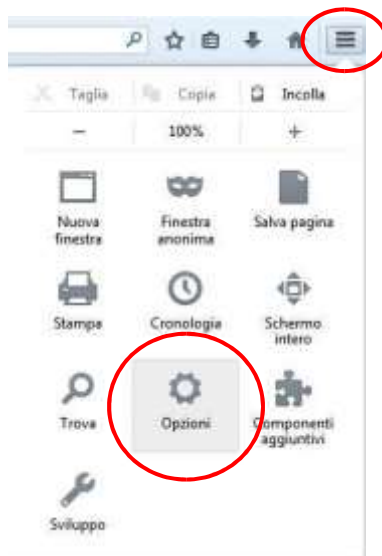 Taglia Copia Incolla
− 100% +
Nuova finestra Finestra anonima Salva pagina
Stampa Cronologia Schermo intero
Trova Opzioni Componenti aggiuntivi
Sviluppo